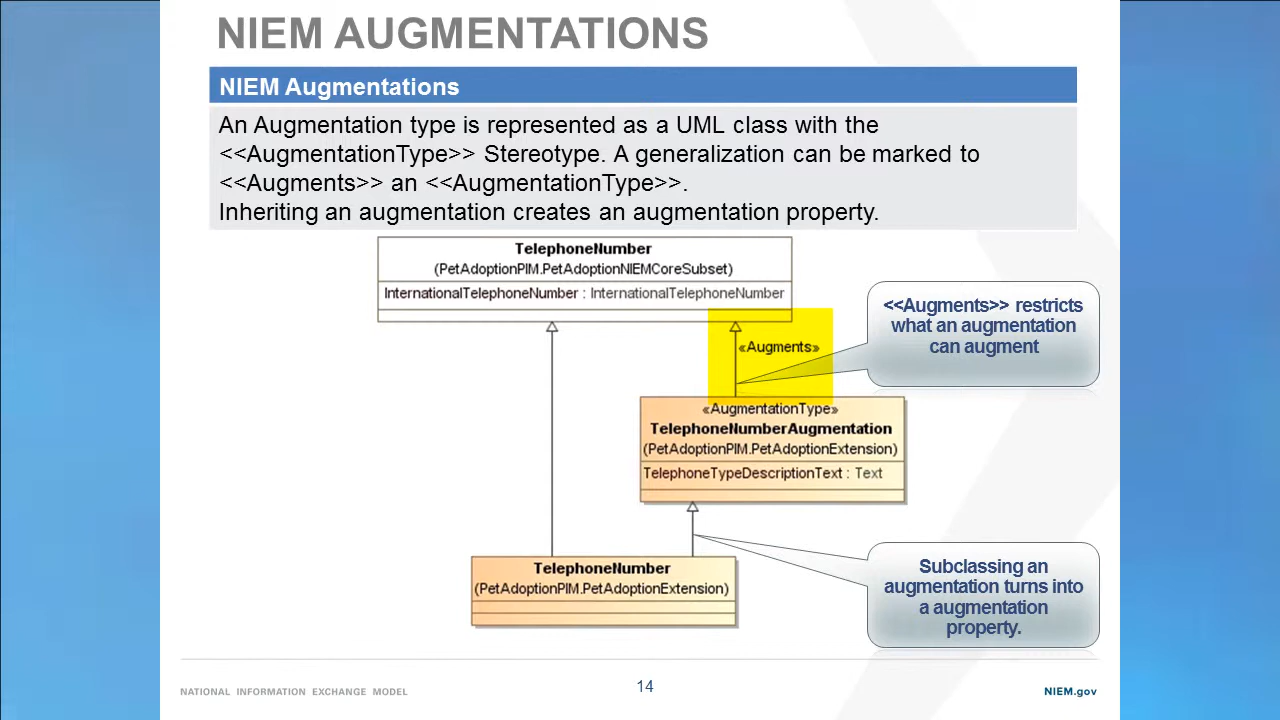 NIEM AUGMENTATIONS
NIEM Augmentations
An Augmentation type is represented as a UML class with the
<<AugmentationType>> Stereotype. A generalization can be marked to
<<Augments>> an <<AugmentationType>>.
Inheriting an augmentation creates an augmentation property.
TelephoneNumber
(PetAdoptionPIM.PetAdoptionNIEMCoreSubset)
InternationalTelephoneNumber : InternationalTelephoneNumber
<<Augments>> restricts
what an augmentation
can augment
«Augments»
«AugmentationType»
TelephoneNumberAugmentation
(PetAdoptionPIM.PetAdoptionExtension)
TelephoneTypeDescriptionText : Text
TelephoneNumber
(PetAdoptionPIM.PetAdoptionExtension)
Subclassing an
augmentation turns into
a augmentation
property.
NATIONAL INFORMATION EXCHANGE MODEL
14
NIEM.gov